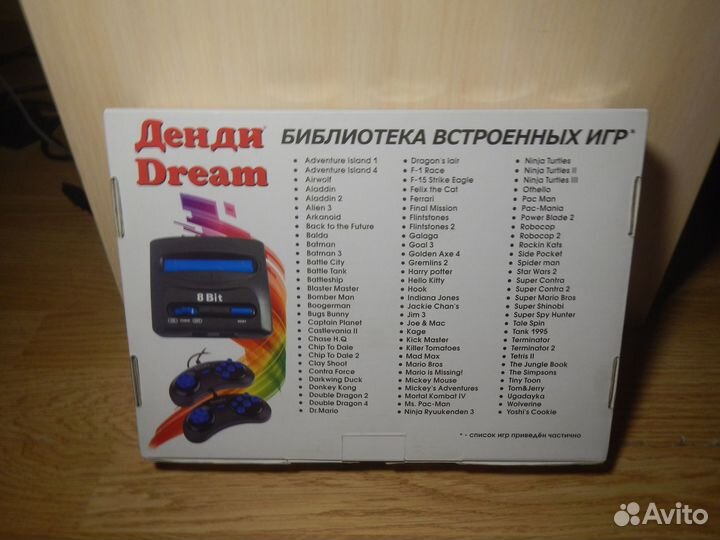 Денди
Dream
БИБЛИОТЕКА ВСТРОЕННЫХ ИГР*
Adventure Island 1
Adventure Island 4
Airwolf
Aladdin
Aladdin 2
Alien 3
Arkanoid
Back to the Future
Balda
Batman
Batman 3
Battle City
Battle Tank
Battleship
Blaster Master
Bomber Man
Boogerman
Bugs Bunny
Captain Planet
Castlevania II
Chase H.Q
Chip To Dale
Chip To Dale 2
Clay Shoot
Contra Force
Darkwing Duck
Donkey Kong
Double Dragon 2
Double Dragon 4
Dr.Mario
Dragon's lair
F-1 Race
F-15 Strike Eagle
Felix the Cat
Ferrari
Final Mission
Flintstones
Flintstones 2
Galaga
Goal 3
Golden Axe 4
Gremlins 2
Harry potter
Hello Kitty
Hook
Indiana Jones
Jackie Chan's
Jim 3
Joe & Mac
Kage
Kick Master
Killer Tomatoes
Mad Max
Mario Bros
Mario is Missing!
Mickey Mouse
Mickey's Adventures
Mortal Kombat IV
Ms. Pac-Man
Ninja Ryuukenden 3
Ninja Turtles
Ninja Turtles II
Ninja Turtles III
Othello
Pac Man
Pac-Mania
Power Blade 2
Robocop
Robocop 2
Rockin Kats
Side Pocket
Spider man
Star Wars 2
Super Contra
Super Contra 2
Super Mario Bros
Super Shinobi
Super Spy Hunter
Tale Spin
Tank 1995
Terminator
Terminator 2
Tetris II
The Jungle Book
The Simpsons
Tiny Toon
Tom&Jerry
Ugadayka
Wolverine
Yoshi's Cookie
* - список игр приведён частично
8 Bit
Avito